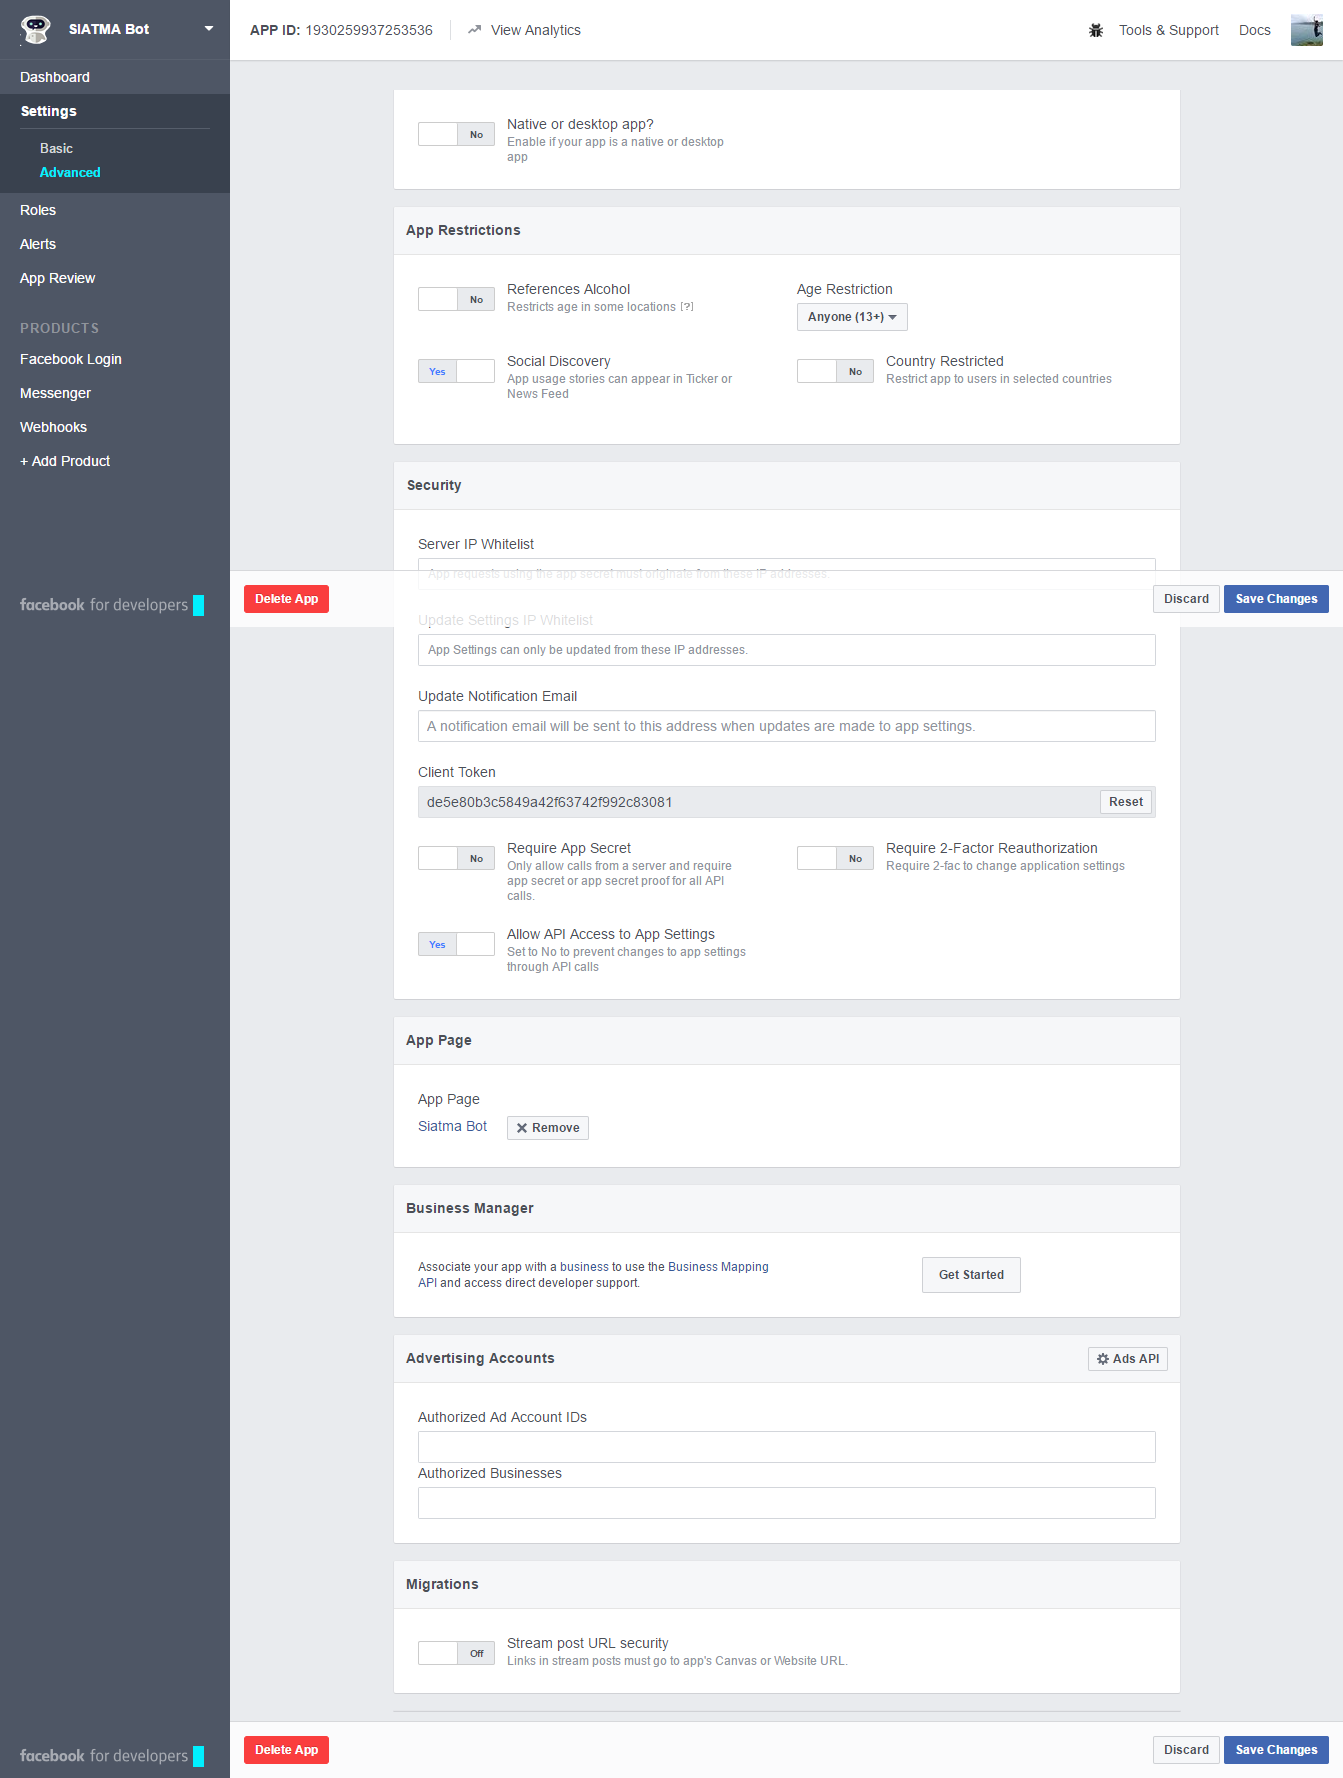 SIATMA Bot
APP ID: 1930259937253536
View Analytics
Tools & Support
Docs
Dashboard
Settings
Basic
Advanced
Roles
Alerts
App Review
PRODUCTS
Facebook Login
Messenger
Webhooks
+ Add Product
facebook for developers
Native or desktop app?
No
Enable if your app is a native or desktop
app
App Restrictions
References Alcohol
No
Restricts age in some locations [?]
Age Restriction
Anyone (13+)
Social Discovery
Yes
App usage stories can appear in Ticker or
News Feed
Country Restricted
No
Restrict app to users in selected countries
Security
Server IP Whitelist
App requests using the app secret must originate from these IP addresses.
Delete App
Discard
Save Changes
Update Settings IP Whitelist
App Settings can only be updated from these IP addresses.
Update Notification Email
A notification email will be sent to this address when updates are made to app settings.
Client Token
de5e80b3c5849a42f63742f992c83081
Reset
Require App Secret
No
Only allow calls from a server and require
app secret or app secret proof for all API
calls.
Require 2-Factor Reauthorization
No
Require 2-fac to change application settings
Allow API Access to App Settings
Yes
Set to No to prevent changes to app settings
through API calls
App Page
App Page
Siatma Bot
Remove
Business Manager
Associate your app with a business to use the Business Mapping
API and access direct developer support.
Get Started
Advertising Accounts
Ads API
Authorized Ad Account IDs
Authorized Businesses
Migrations
Stream post URL security
Off
Links in stream posts must go to app's Canvas or Website URL.
facebook for developers
Delete App
Discard
Save Changes